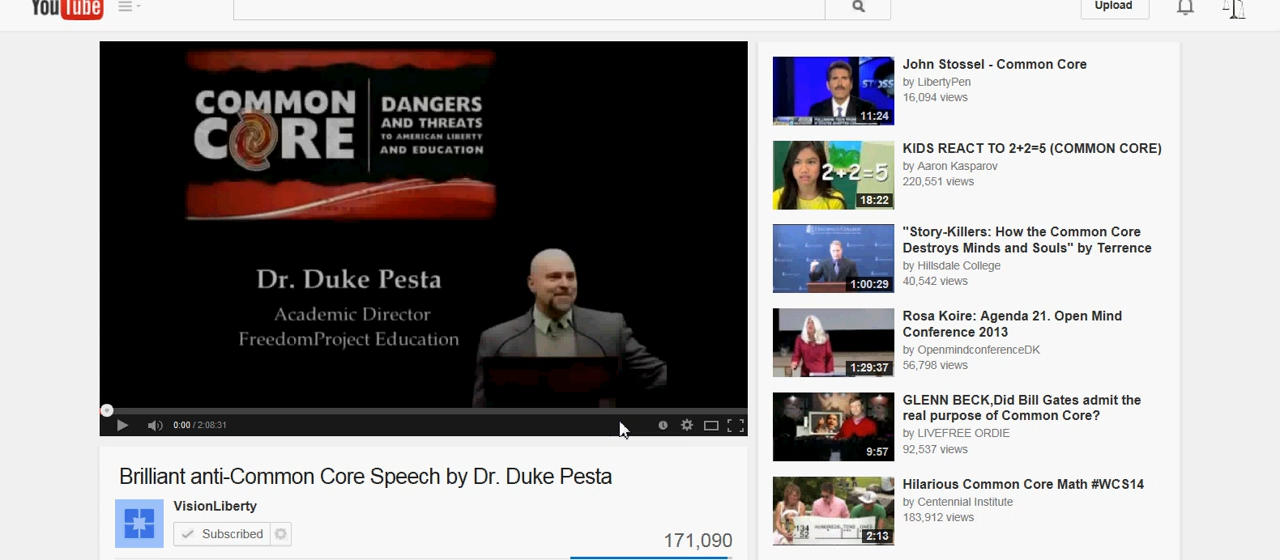 YouTube
Upload
COMMON
CORE
DANGERS
AND THREATS
TO AMERICAN LIBERTY
AND EDUCATION
Dr. Duke Pesta
Academic Director
FreedomProject Education
0:00 / 2:08:31
Brilliant anti-Common Core Speech by Dr. Duke Pesta
VisionLiberty
Subscribed
171,090
11:24
John Stossel - Common Core
by LibertyPen
16,094 views
2+2=5
18:22
KIDS REACT TO 2+2=5 (COMMON CORE)
by Aaron Kasparov
220,551 views
1:00:29
"Story-Killers: How the Common Core
Destroys Minds and Souls" by Terrence
by Hillsdale College
40,542 views
1:29:37
Rosa Koire: Agenda 21. Open Mind
Conference 2013
by OpenmindconferenceDK
56,798 views
9:57
GLENN BECK,Did Bill Gates admit the
real purpose of Common Core?
by LIVEFREE ORDIE
92,537 views
2:13
Hilarious Common Core Math #WCS14
by Centennial Institute
183,912 views